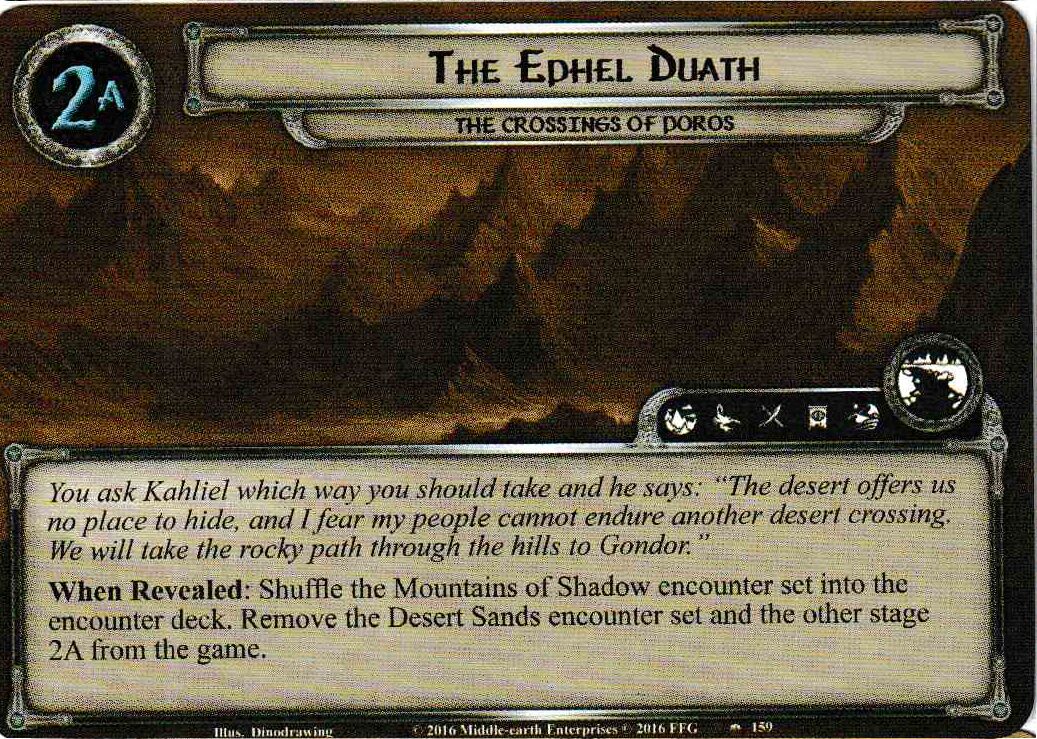 2A
The Ephel Duath
The Crossings of Poros
You ask Kahliel which way you should take and he says: “The desert offers us
no place to hide, and I fear my people cannot endure another desert crossing.
We will take the rocky path through the hills to Gondor.”
When Revealed: Shuffle the Mountains of Shadow encounter set into the
encounter deck. Remove the Desert Sands encounter set and the other stage
2A from the game.
Illus. Dinodrawing © 2016 Middle-earth Enterprises © 2016 FFG 159